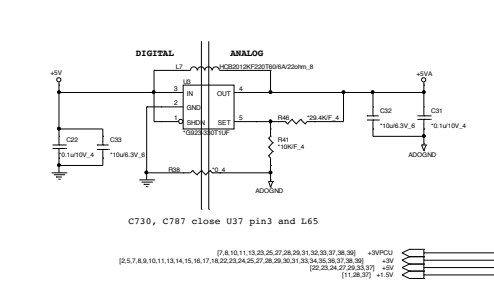 DIGITAL ANALOG
L7 HCB2012KF220T60/6A/22ohm_8
+5V +5VA
U3
3 IN OUT 4
2 GND
1 SHDN SET 5
*G923-330T1UF
R46 *29.4K/F_4
C32 C31
*10u/6.3V_6 *0.1u/10V_4
C22 C33
*0.1u/10V_4 *10u/6.3V_6
R41
*10K/F_4
ADOGND
R38 *0_4
ADOGND
C730, C787 close U37 pin3 and L65
[7,8,10,11,13,23,25,27,28,29,31,32,33,37,38,39] +3VPCU
[2,5,7,8,9,10,11,13,14,15,16,17,18,22,23,24,25,27,28,29,30,31,33,34,35,36,37,38,39] +3V
[22,23,24,27,29,33,37] +5V
[11,28,37] +1.5V